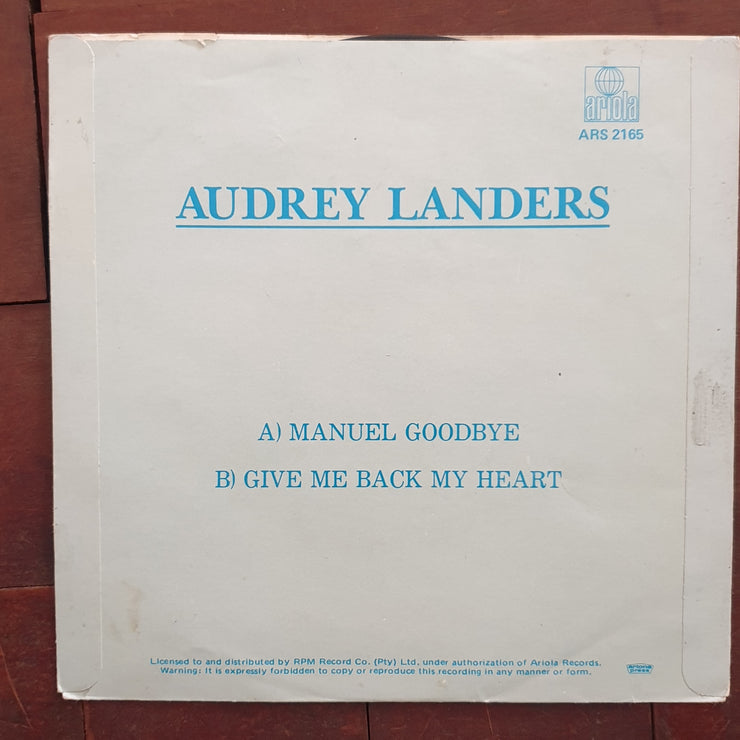 ariola
ARS 2165
AUDREY LANDERS
A) MANUEL GOODBYE
B) GIVE ME BACK MY HEART
Licensed to and distributed by RPM Record Co. (Pty) Ltd. under authorization of Ariola Records.
Warning: It is expressly forbidden to copy or reproduce this recording in any manner or form.
press